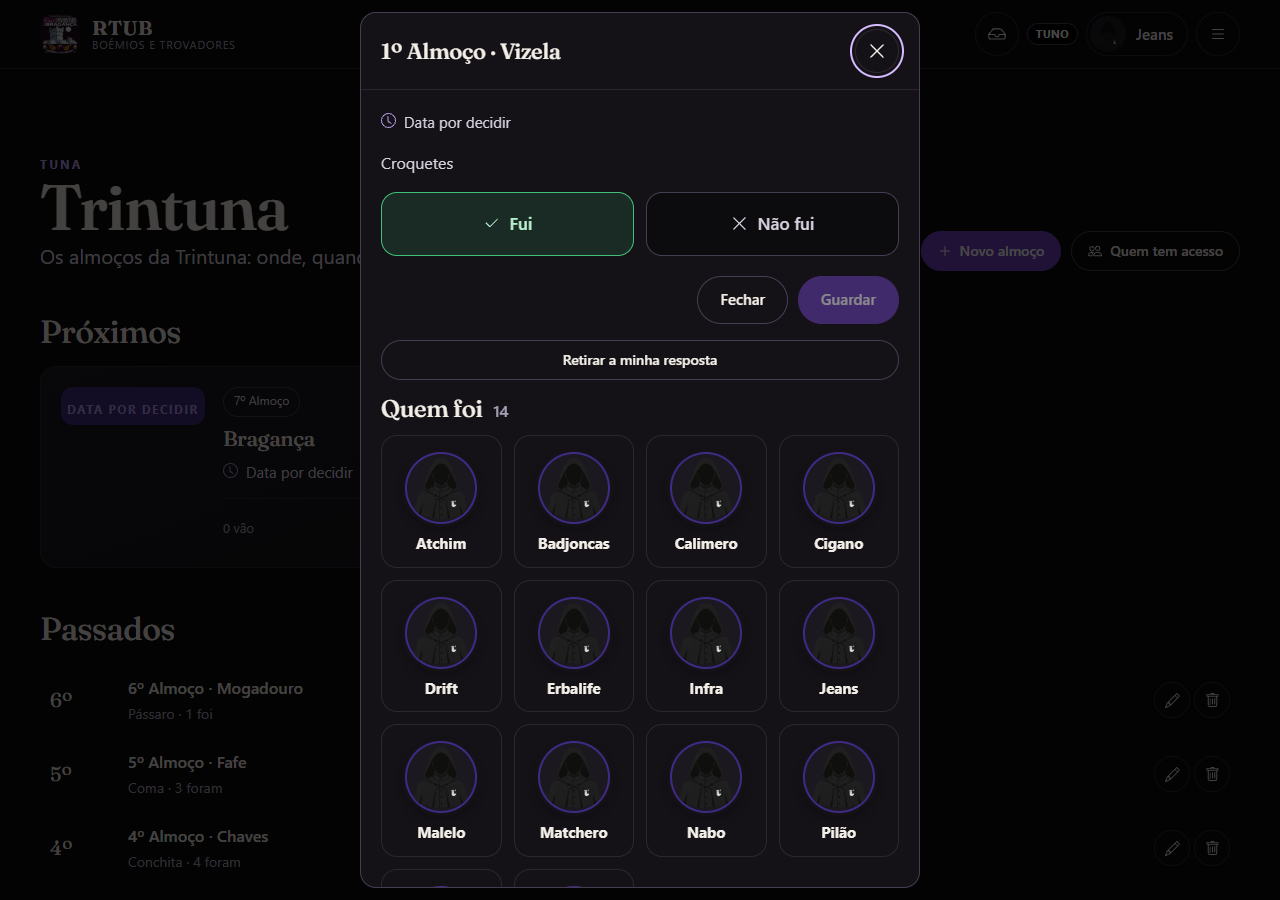 RTUB
BOÉMIOS E TROVADORES
TUNO
Jeans
TUNA
Trintuna
Os almoços da Trintuna: onde, quand
Novo almoço
Quem tem acesso
Próximos
DATA POR DECIDIR
7º Almoço
Bragança
Data por decidir
0 vão
Passados
6º
6º Almoço · Mogadouro
Pássaro · 1 foi
5º
5º Almoço · Fafe
Coma · 3 foram
4º
4º Almoço · Chaves
Conchita · 4 foram
1º Almoço · Vizela
Data por decidir
Croquetes
Fui
Não fui
Fechar
Guardar
Retirar a minha resposta
Quem foi 14
Atchim
Badjoncas
Calimero
Cigano
Drift
Erbalife
Infra
Jeans
Malelo
Matchero
Nabo
Pilão